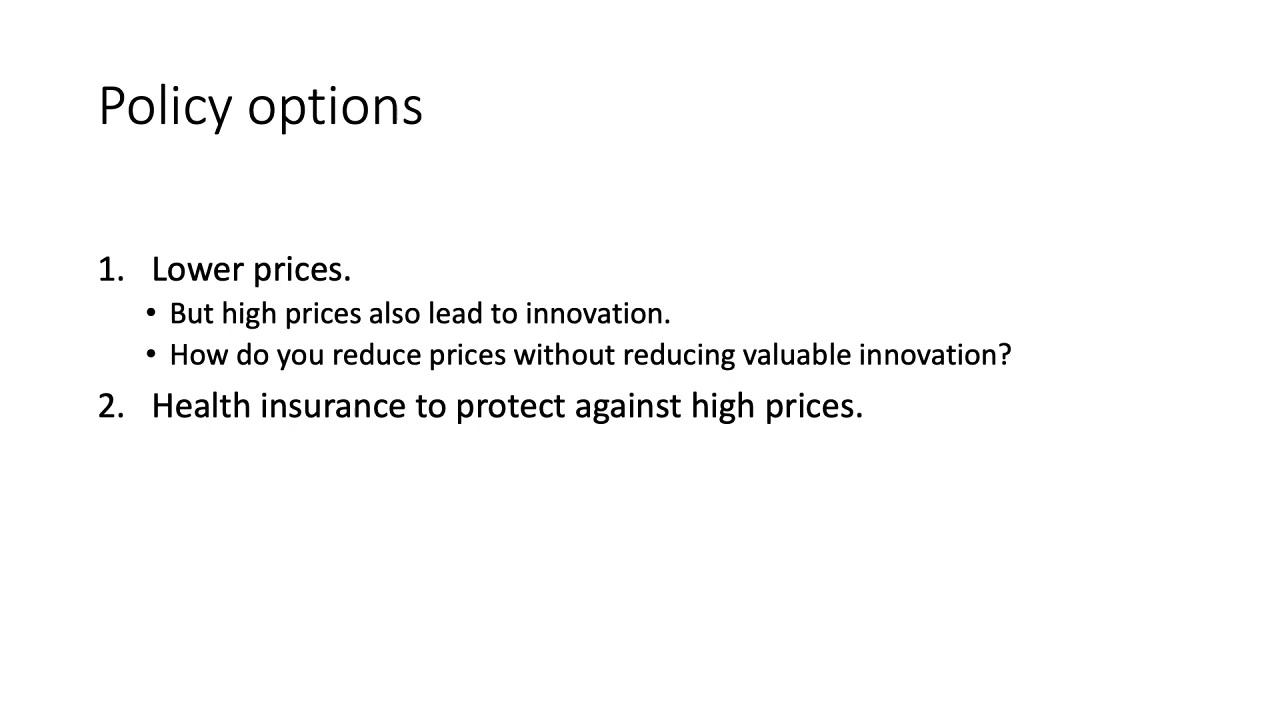 Policy options
1. Lower prices.
• But high prices also lead to innovation.
• How do you reduce prices without reducing valuable innovation?
2. Health insurance to protect against high prices.